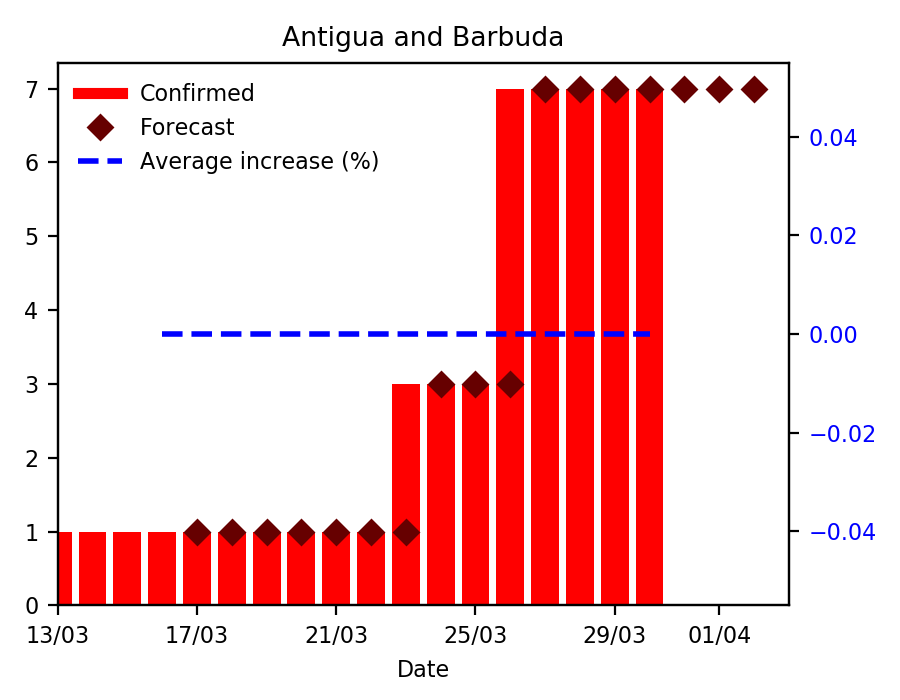 Antigua and Barbuda
Confirmed
Forecast
Average increase (%)
7
6
5
4
3
2
1
0
0.04
0.02
0.00
−0.02
−0.04
13/03 17/03 21/03 25/03 29/03 01/04
Date